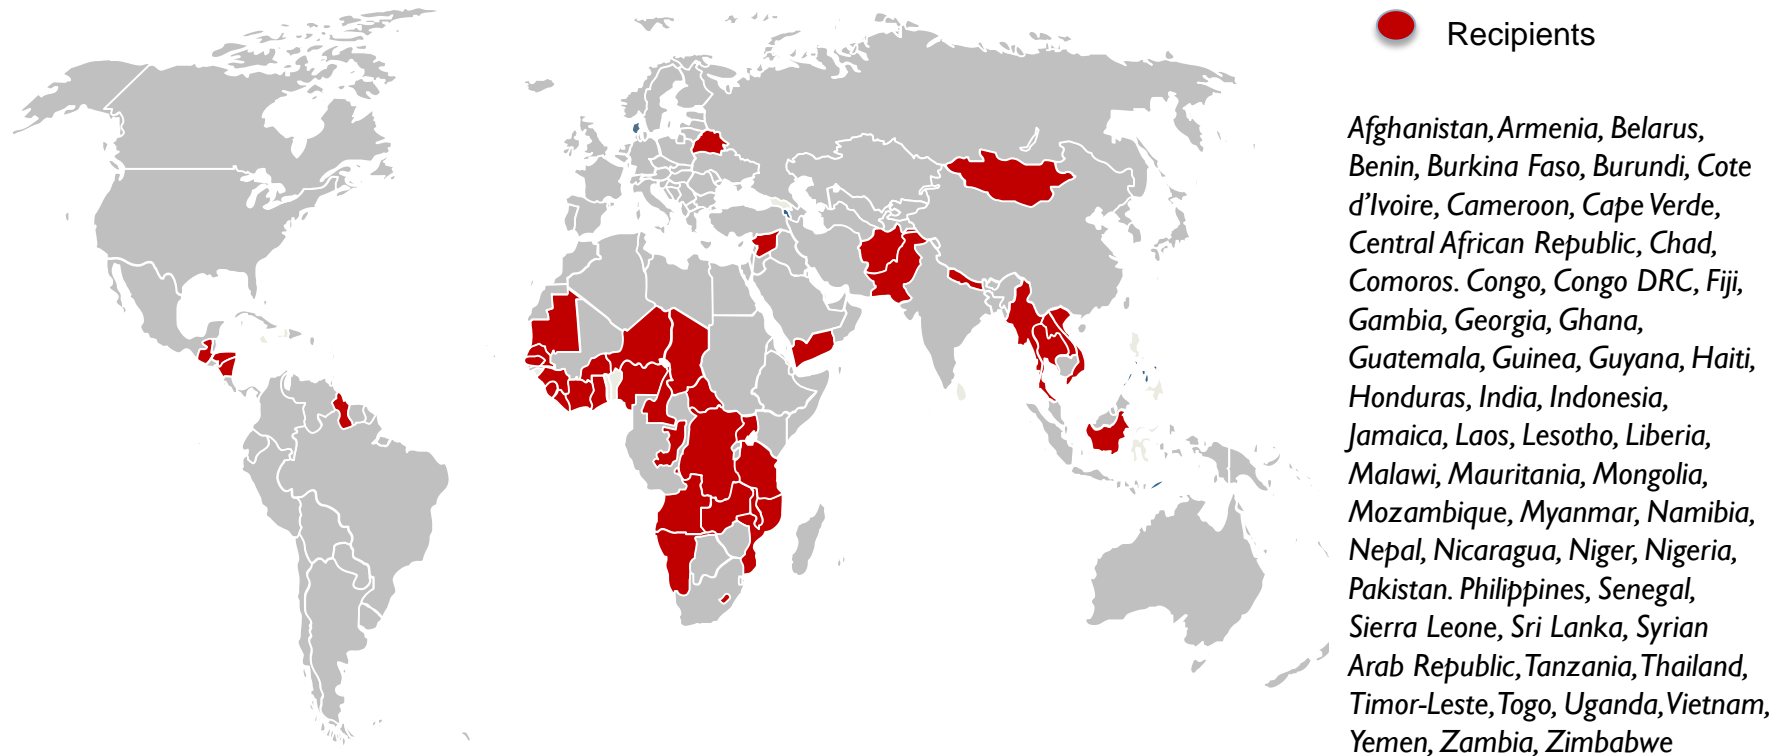 Recipients
Afghanistan, Armenia, Belarus,
Benin, Burkina Faso, Burundi, Cote
d’Ivoire, Cameroon, Cape Verde,
Central African Republic, Chad,
Comoros. Congo, Congo DRC, Fiji,
Gambia, Georgia, Ghana,
Guatemala, Guinea, Guyana, Haiti,
Honduras, India, Indonesia,
Jamaica, Laos, Lesotho, Liberia,
Malawi, Mauritania, Mongolia,
Mozambique, Myanmar, Namibia,
Nepal, Nicaragua, Niger, Nigeria,
Pakistan. Philippines, Senegal,
Sierra Leone, Sri Lanka, Syrian
Arab Republic, Tanzania, Thailand,
Timor-Leste, Togo, Uganda, Vietnam,
Yemen, Zambia, Zimbabwe